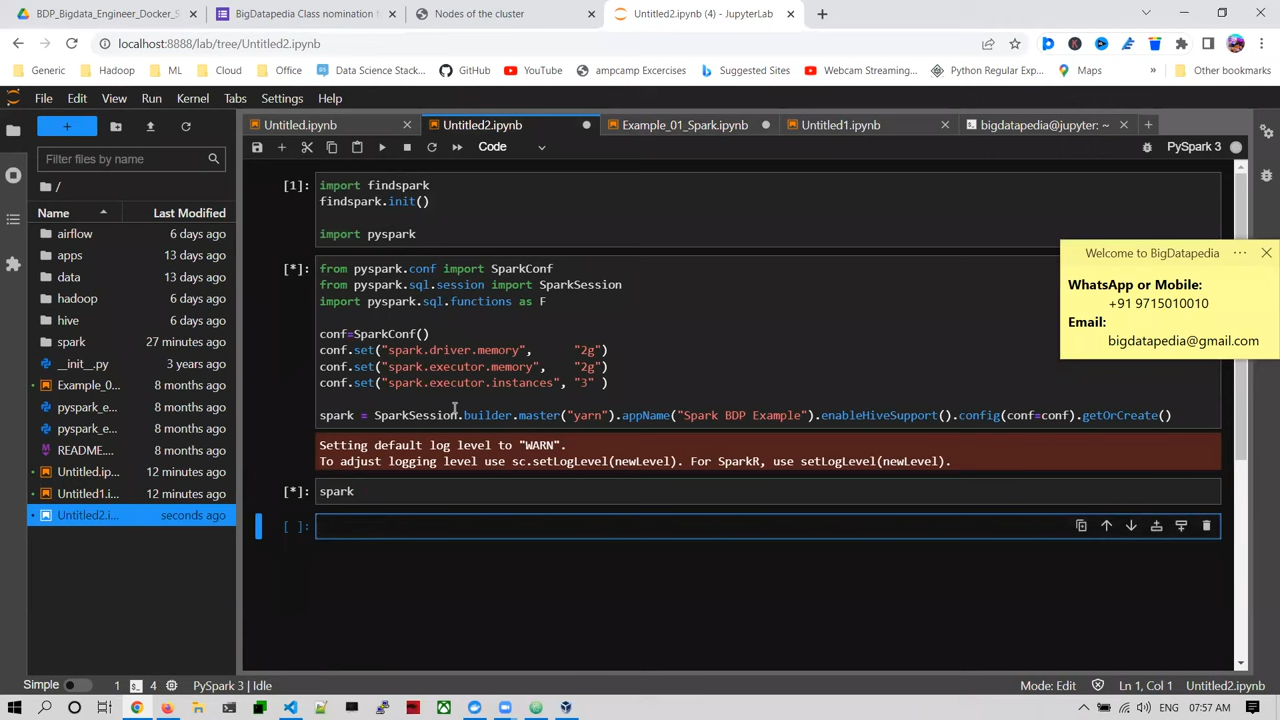 BDP_Bigdata_Engineer_Docker_S
BigDatapedia Class nomination f
Nodes of the cluster
Untitled2.ipynb (4) - JupyterLab
localhost:8888/lab/tree/Untitled2.ipynb
Generic Hadoop ML Cloud Office Data Science Stack... GitHub YouTube ampcamp Excercises Suggested Sites Webcam Streaming... Python Regular Exp... Maps » Other bookmarks
File Edit View Run Kernel Tabs Settings Help
Untitled.ipynb Untitled2.ipynb Example_01_Spark.ipynb Untitled1.ipynb bigdatapedia@jupyter: ~
Code
PySpark 3
Filter files by name
/
Name Last Modified
airflow 6 days ago
apps 13 days ago
data 13 days ago
hadoop 6 days ago
hive 6 days ago
spark 27 minutes ago
__init__.py 3 years ago
Example_0... 8 months ago
pyspark_e... 8 months ago
pyspark_e... 8 months ago
README.... 8 months ago
Untitled.ip... 12 minutes ago
Untitled1.i... 12 minutes ago
Untitled2.i... seconds ago
[1]: import findspark
findspark.init()
import pyspark
[*]: from pyspark.conf import SparkConf
from pyspark.sql.session import SparkSession
import pyspark.sql.functions as F
conf=SparkConf()
conf.set("spark.driver.memory", "2g")
conf.set("spark.executor.memory", "2g")
conf.set("spark.executor.instances", "3" )
spark = SparkSession.builder.master("yarn").appName("Spark BDP Example").enableHiveSupport().config(conf=conf).getOrCreate()
Setting default log level to "WARN".
To adjust logging level use sc.setLogLevel(newLevel). For SparkR, use setLogLevel(newLevel).
[*]: spark
[ ]:
Welcome to BigDatapedia ...
WhatsApp or Mobile:
+91 9715010010
Email:
bigdatapedia@gmail.com
Simple 1 4 PySpark 3 | Idle
Mode: Edit Ln 1, Col 1 Untitled2.ipynb
07:57 AM